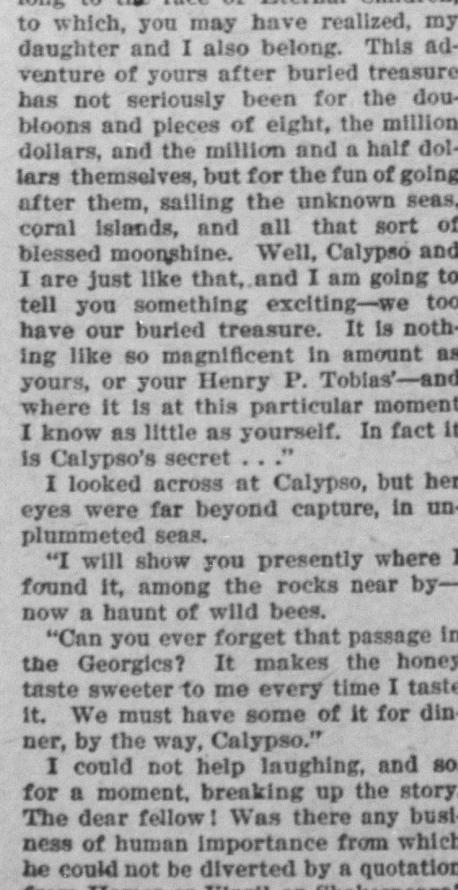 to which, you may have realized, my
daughter and I also belong. This ad-
venture of yours after buried treasure
has not seriously been for the dou-
bloons and pieces of eight, the million
dollars, and the million and a half dol-
lars themselves, but for the fun of going
after them, sailing the unknown seas,
coral islands, and all that sort of
blessed moonshine. Well, Calypso and
I are just like that, and I am going to
tell you something exciting—we too
have our buried treasure. It is noth-
ing like so magnificent in amount as
yours, or your Henry P. Tobias'—and
where it is at this particular moment
I know as little as yourself. In fact it
is Calypso's secret . . ."
I looked across at Calypso, but her
eyes were far beyond capture, in un-
plummeted seas.
"I will show you presently where I
found it, among the rocks near by—
now a haunt of wild bees.
"Can you ever forget that passage in
the Georgics? It makes the honey
taste sweeter to me every time I taste
it. We must have some of it for din-
ner, by the way, Calypso."
I could not help laughing, and so
for a moment, breaking up the story.
The dear fellow! Was there any busi-
ness of human importance from which
he could not be diverted by a quotation